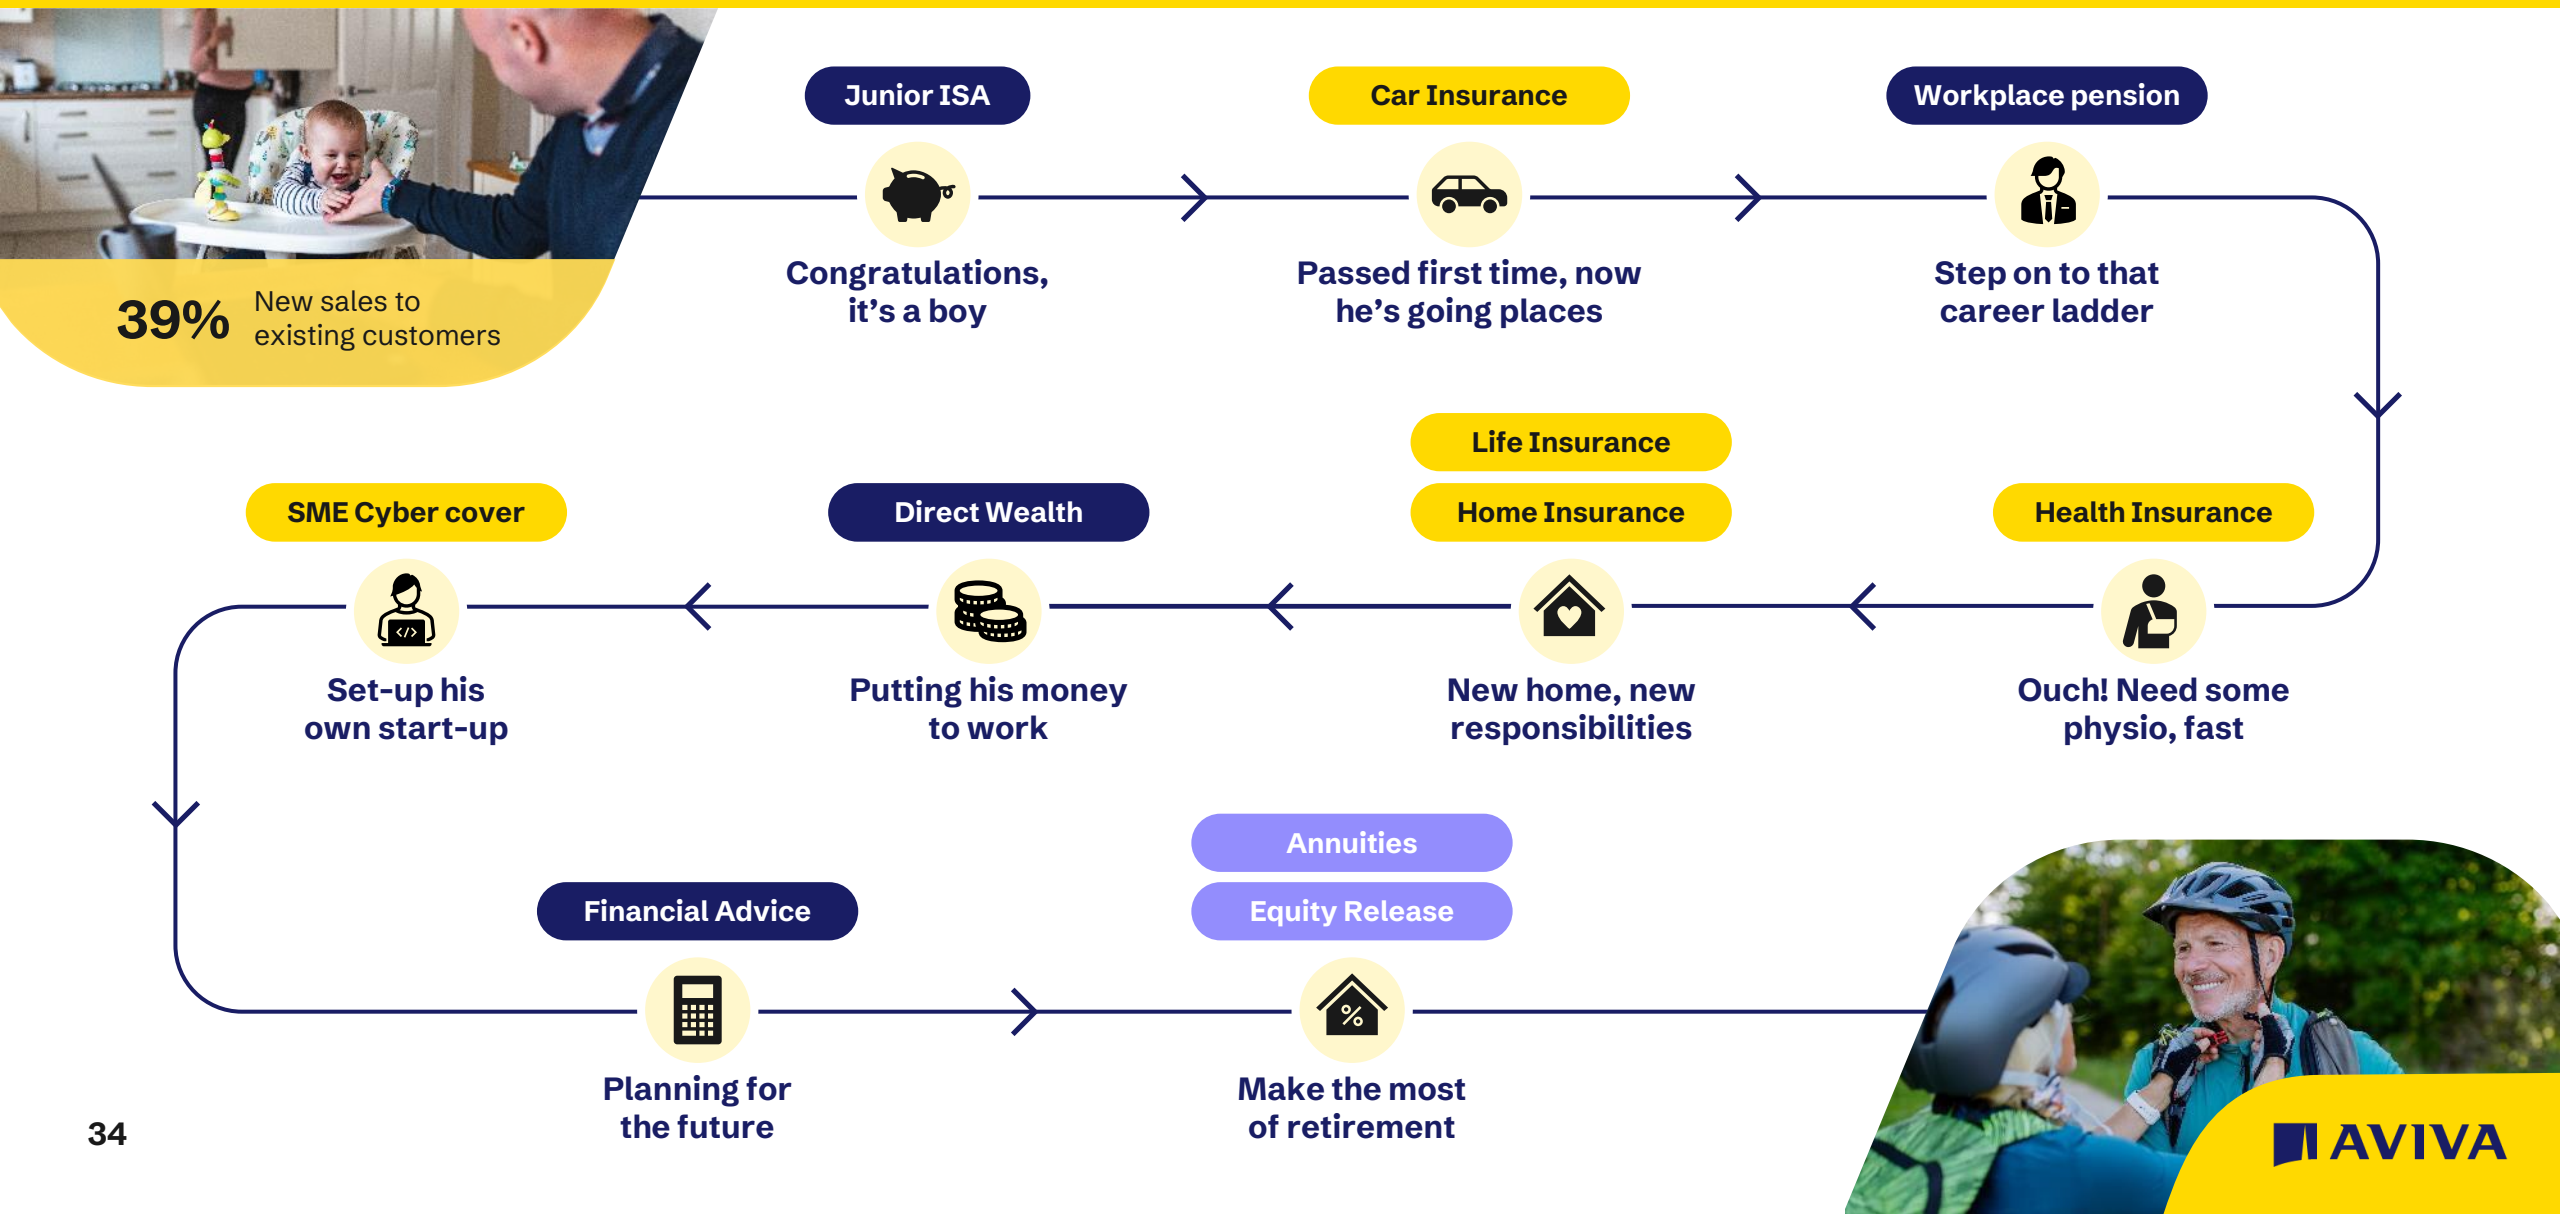 39%
New sales to
existing customers
Junior ISA
Congratulations,
it's a boy
Car Insurance
Passed first time, now
he's going places
Workplace pension
Step on to that
career ladder
Health Insurance
Ouch! Need some
physio, fast
Life Insurance
Home Insurance
New home, new
responsibilities
Direct Wealth
Putting his money
to work
SME Cyber cover
</>
Set-up his
own start-up
Financial Advice
Planning for
the future
Annuities
Equity Release
%
Make the most
of retirement
34
AVIVA